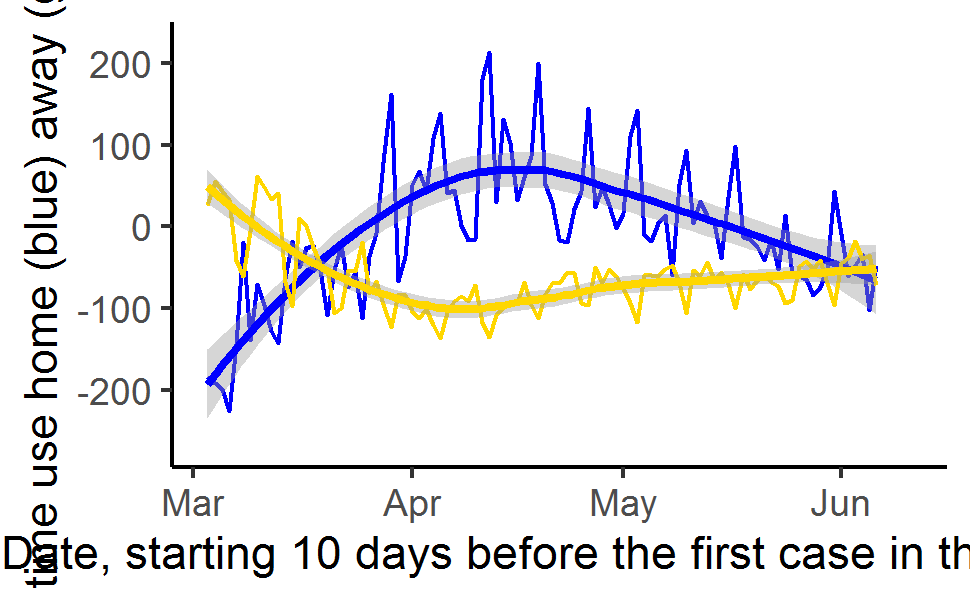 time use home (blue) away (
200
100
0
-100
-200
Mar Apr May Jun
Date, starting 10 days before the first case in th